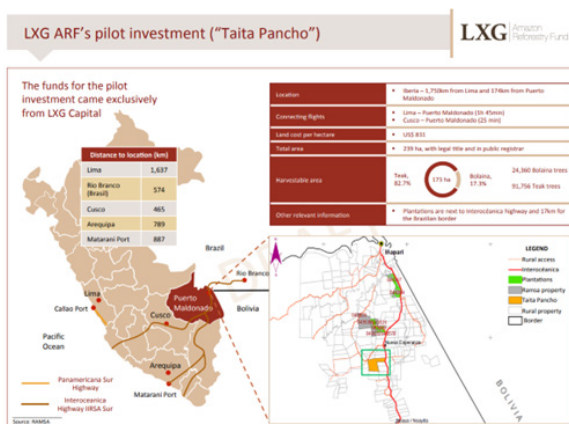 LXG ARF's pilot investment ("Taita Pancho")
LXG
Amazon
Reforestry Fund
The funds for the pilot
investment came exclusively
from LXG Capital
Distance to location (km)
Lima 1,637
Rio Branco
(Brasil) 574
Cusco 465
Arequipa 789
Matarani Port 887
Location
Iberia – 1,750km from Lima and 174km from Puerto
Maldonado
Connecting flights
Lima – Puerto Maldonado (1h 45min)
Cusco – Puerto Maldonado (25 min)
Land cost per hectare
US$ 831
Total area
239 ha, with legal title and in public registrar
Harvestable area
Teak,
82.7%
173 ha
Bolaina,
17.3%
24,360 Bolaina trees
91,756 Teak trees
Other relevant information
Plantations are next to Interoceanica highway and 17km for
the Brazilian border
Brazil
Rio Branco
Puerto
Maldonado
Bolivia
Lima
Callao Port
Cusco
Pacific
Ocean
Arequipa
Matarani Port
Panamericana Sur
Highway
Interoceanica
Highway IIRSA Sur
Source: RAMSA
Iñapari
Nueva Esperanza
BOLIVIA
LEGEND
Rural access
Interoceánica
Plantations
Ramsa property
Taita Pancho
Rural property
Border